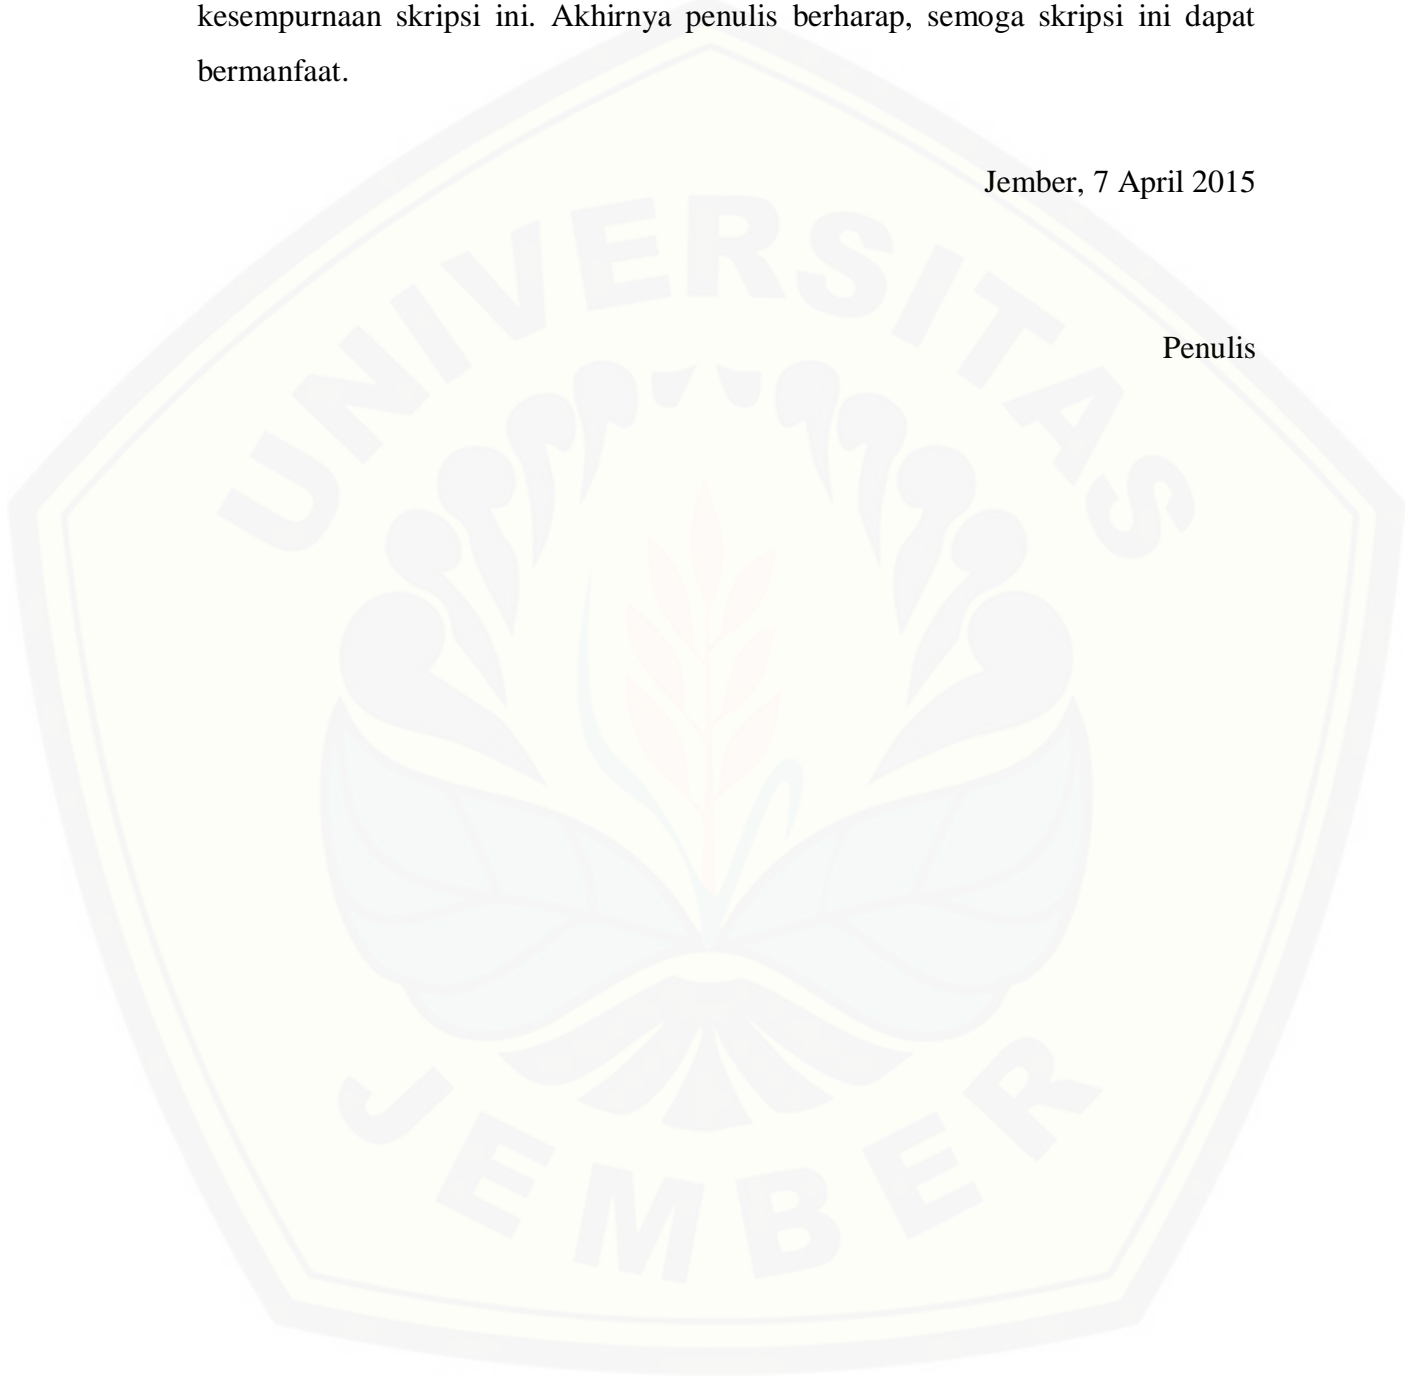 kesempurnaan skripsi ini. Akhirnya penulis berharap, semoga skripsi ini dapat
bermanfaat.
Jember, 7 April 2015
Penulis
UNIVERSITAS
JEMBER